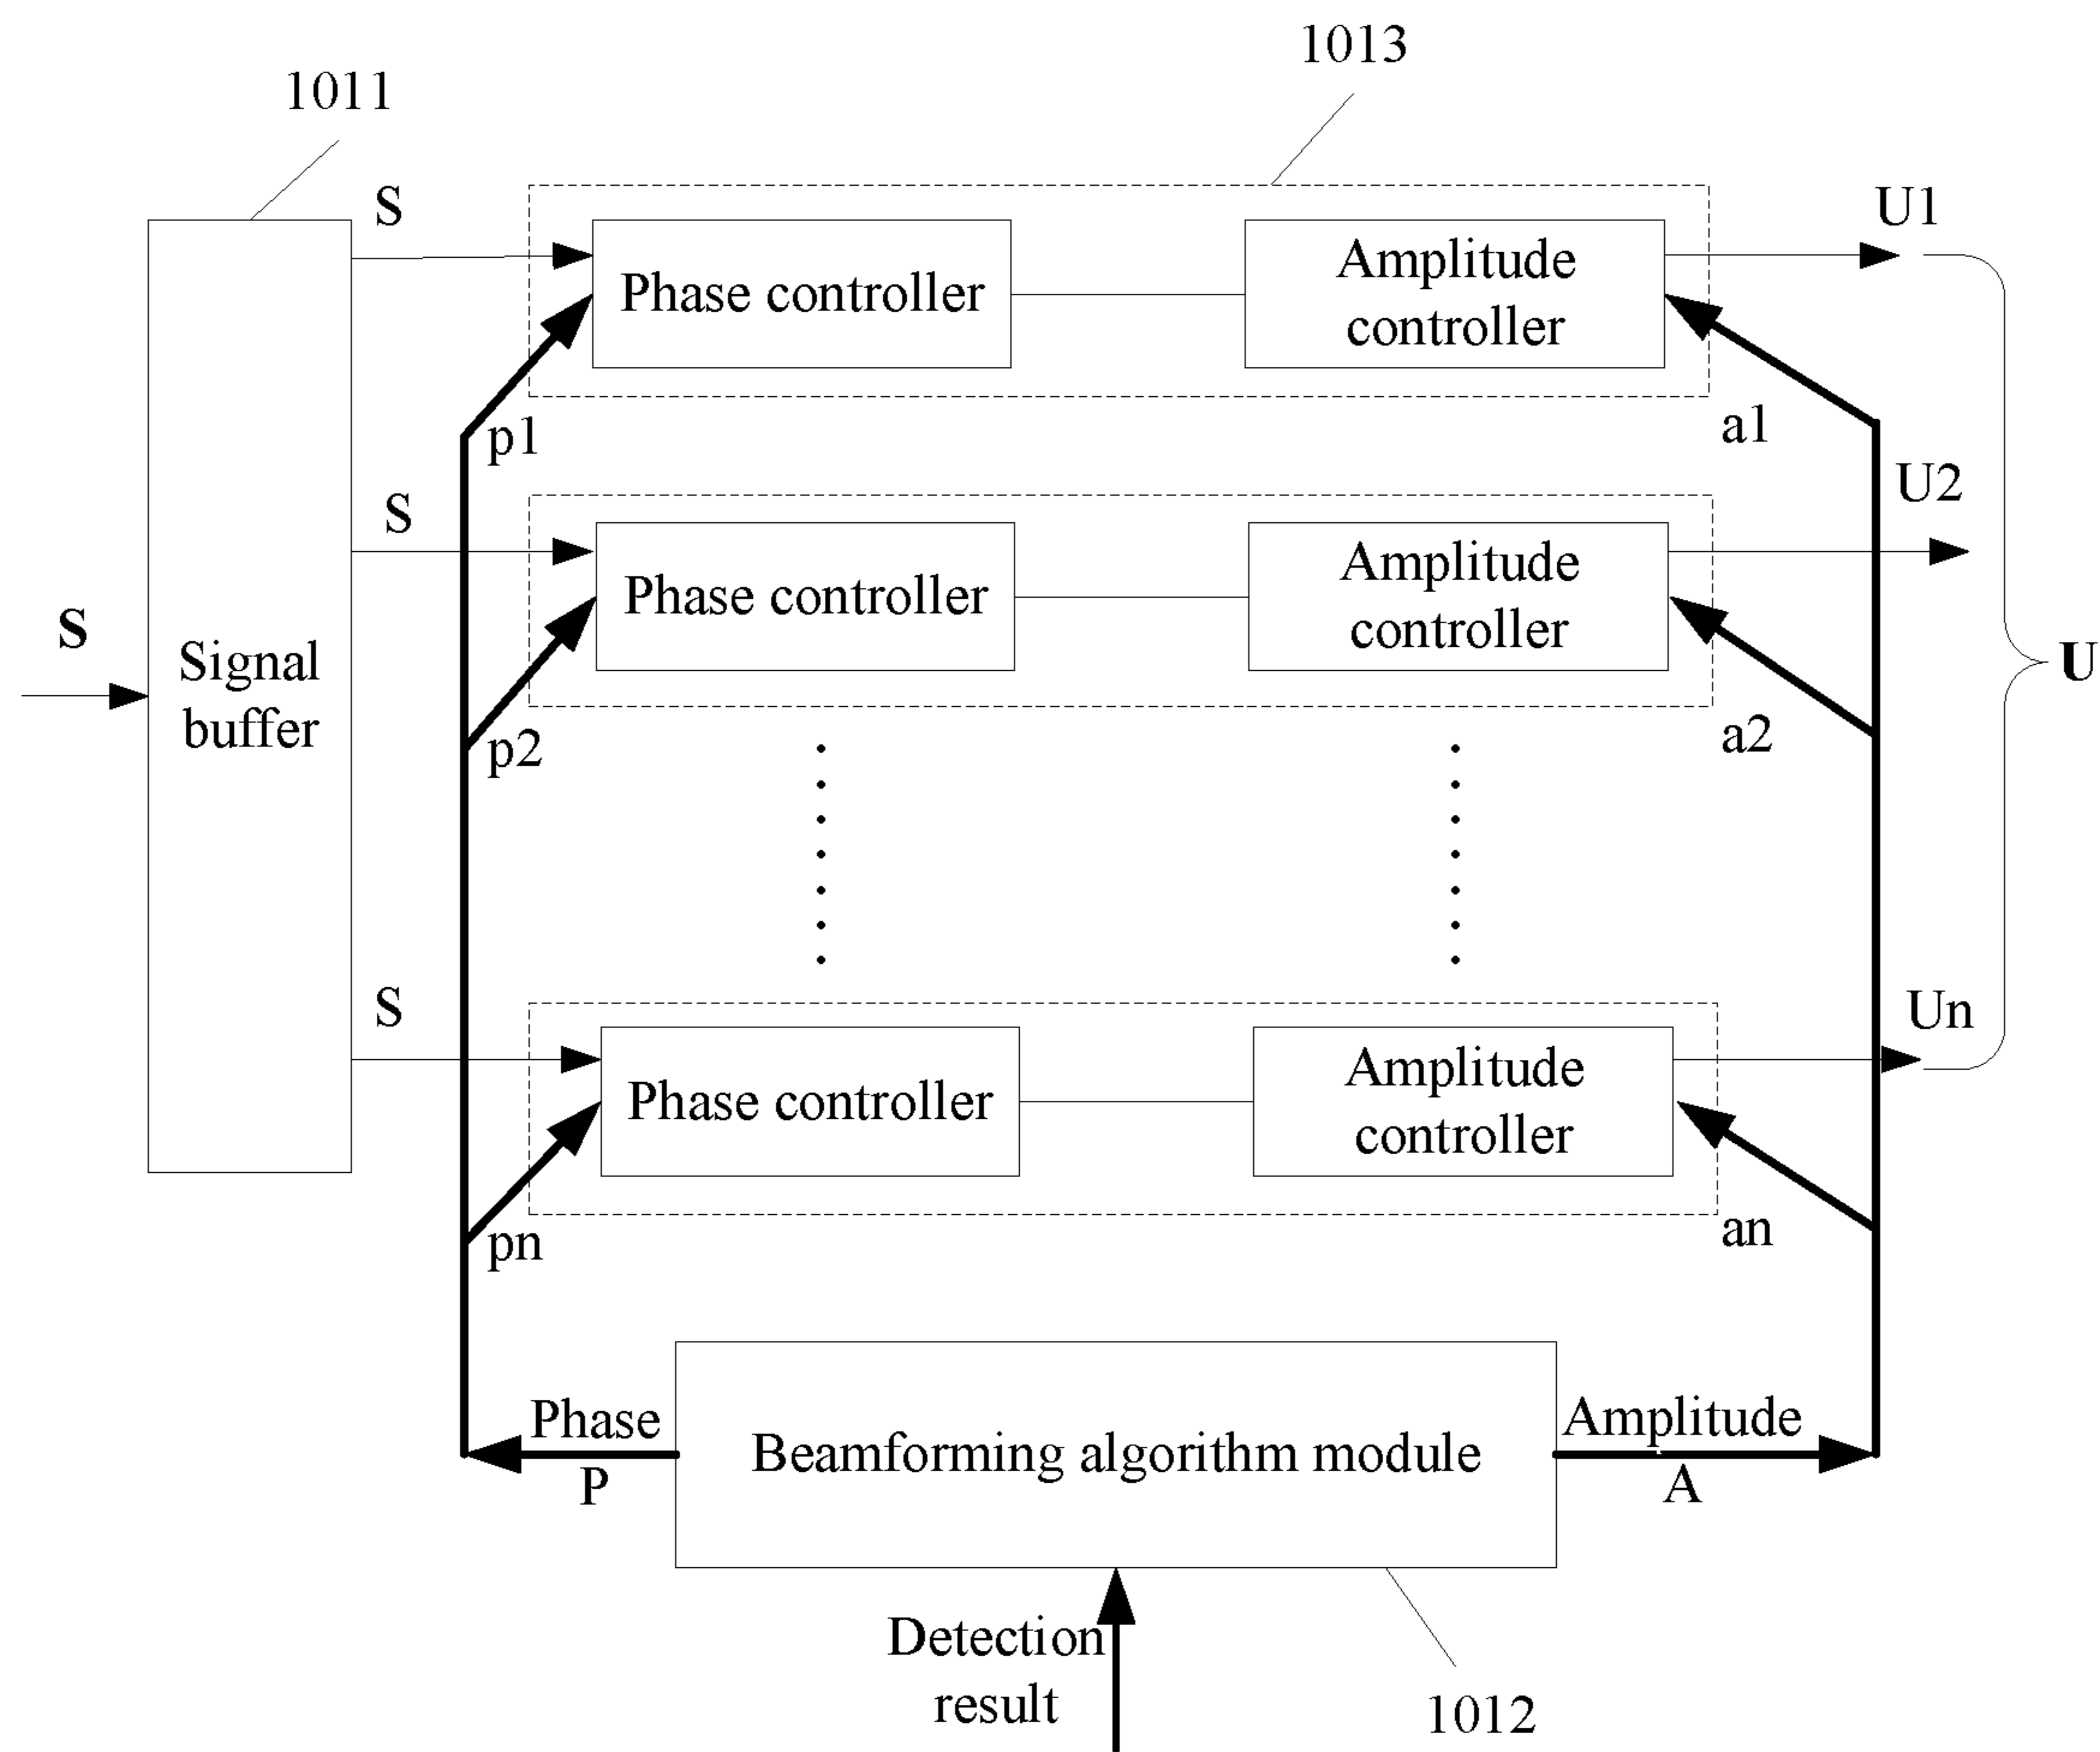 1013
1011
S
U1
Phase controller
Amplitude
controller
p1
a1
S
U2
Phase controller
Amplitude
controller
S
Signal
buffer
U
p2
a2
S
Un
Phase controller
Amplitude
controller
pn
an
Phase
P
Beamforming algorithm module
Amplitude
A
Detection
result
1012